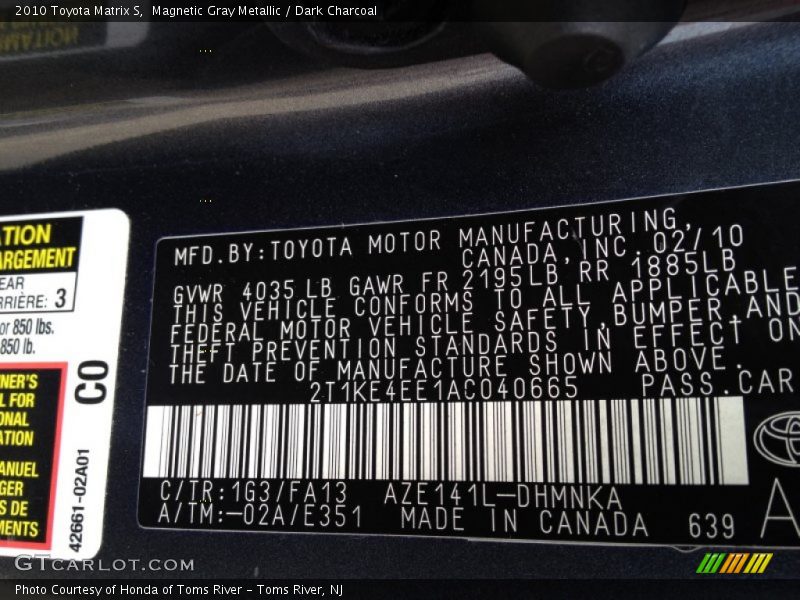 2010 Toyota Matrix S, Magnetic Gray Metallic / Dark Charcoal
MFD.BY:TOYOTA MOTOR MANUFACTURING,
CANADA,INC.02/10
GVWR 4035 LB GAWR FR 2195LB RR 1885LB
THIS VEHICLE CONFORMS TO ALL APPLICABLE
FEDERAL MOTOR VEHICLE SAFETY,BUMPER,AND
THEFT PREVENTION STANDARDS IN EFFECT ON
THE DATE OF MANUFACTURE SHOWN ABOVE.
2T1KE4EE1AC040665 PASS.CAR
C/TR:1G3/FA13 AZE141L-DHMNKA
A/TM:-02A/E351 MADE IN CANADA 639
A
ATION
ARGEMENT
EAR
RRIÈRE: 3
or 850 lbs.
850 lb.
NER'S
L FOR
ONAL
ATION
ANUEL
GER
S DE
MENTS
CO
42661-02A01
GTCARLOT.COM
Photo Courtesy of Honda of Toms River - Toms River, NJ